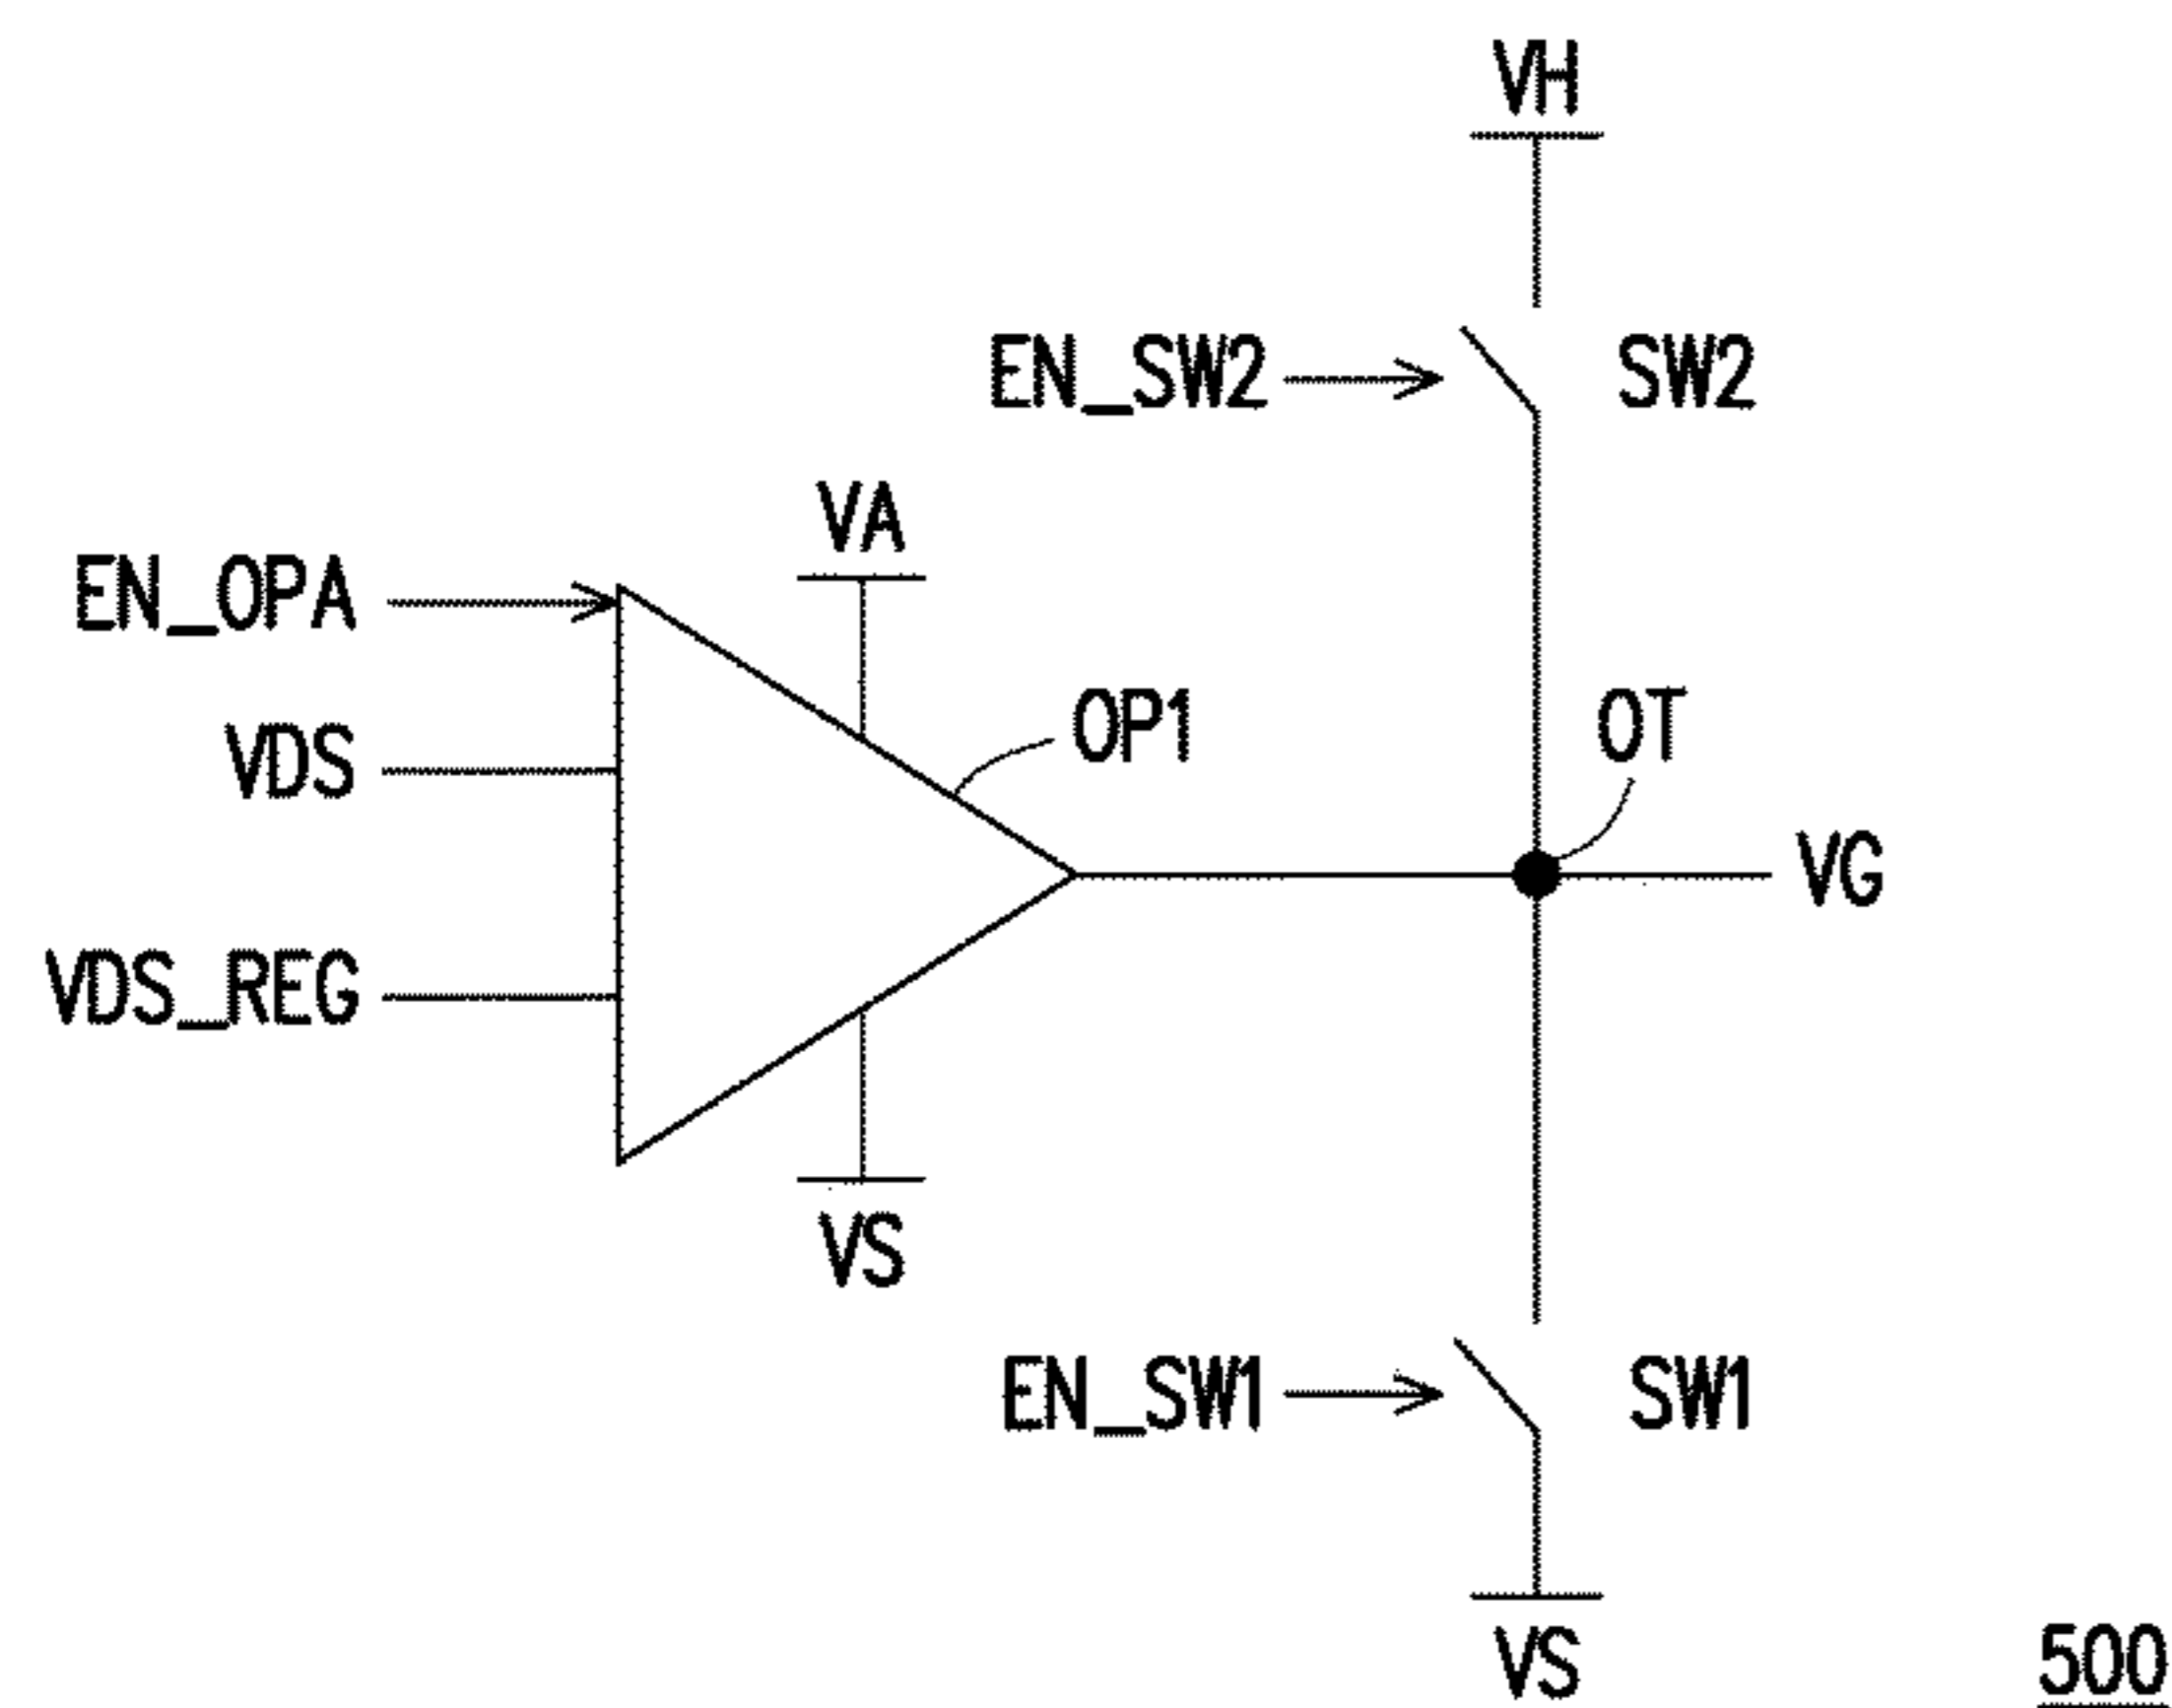 VH
EN_SW2
SW2
VA
EN_OPA
OP1
OT
VDS
VG
VDS_REG
VS
EN_SW1
SW1
VS
500